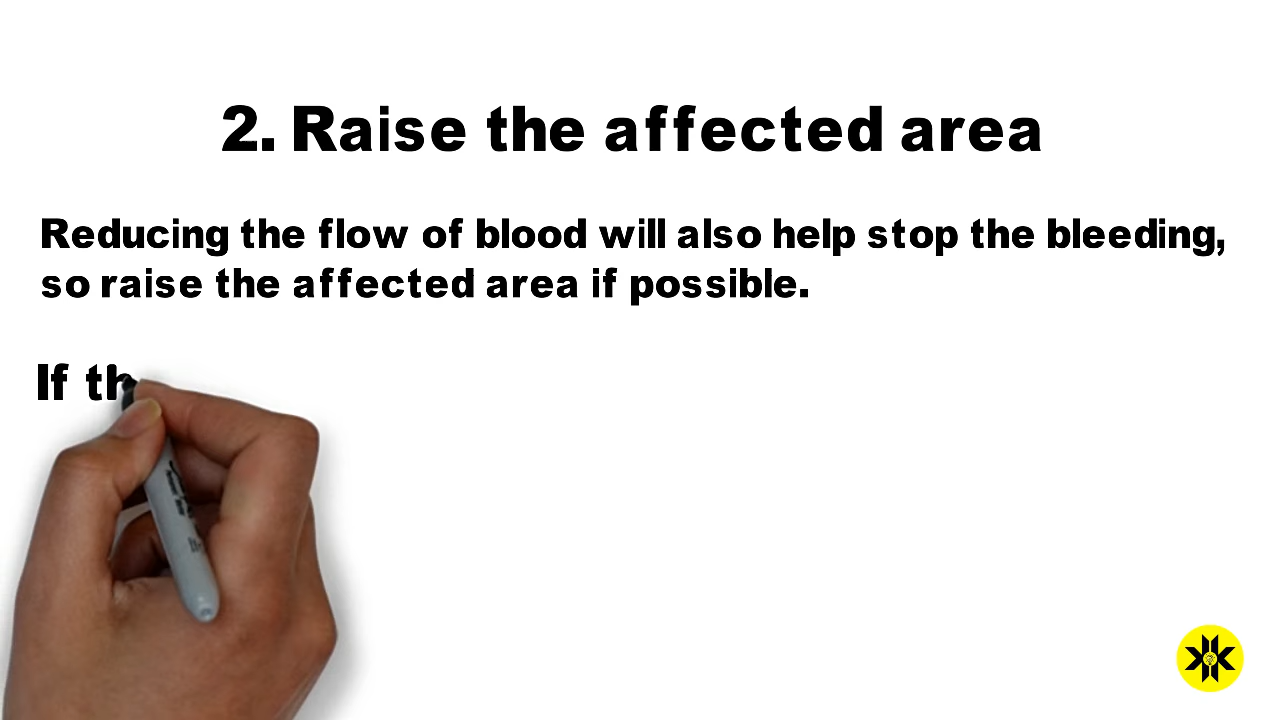 2. Raise the affected area
Reducing the flow of blood will also help stop the bleeding,
so raise the affected area if possible.
If th